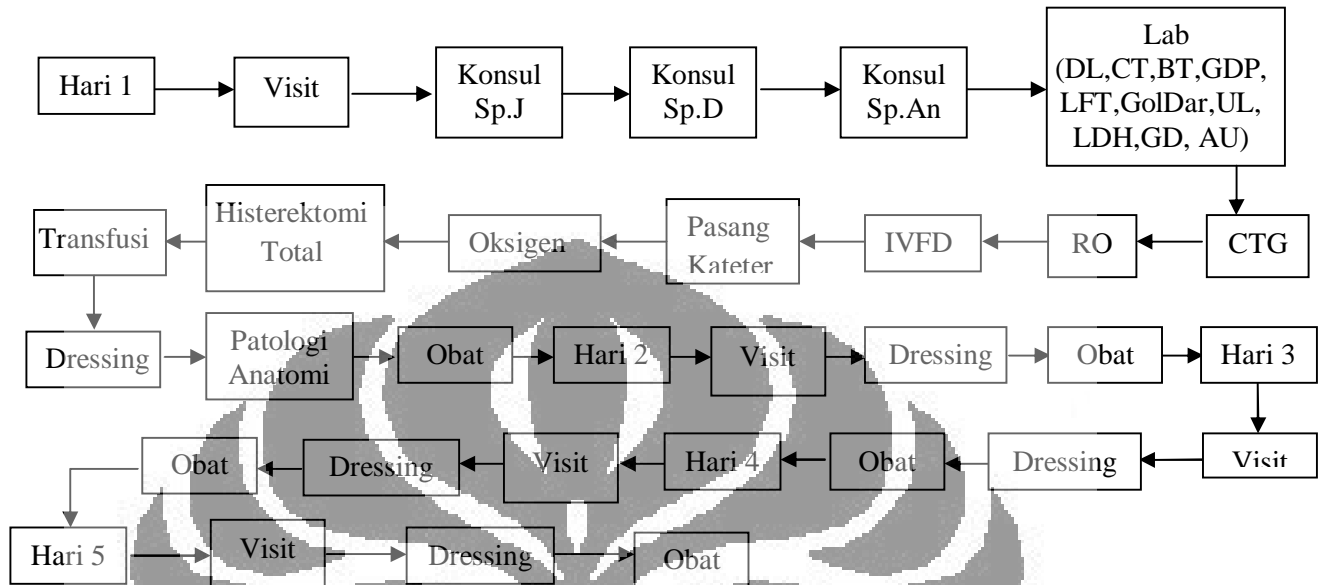 Hari 1
Visit
Konsul
Sp.J
Konsul
Sp.D
Konsul
Sp.An
Lab
(DL,CT,BT,GDP,
LFT,GolDar,UL,
LDH,GD, AU)
CTG
RO
IVFD
Pasang
Kateter
Oksigen
Histerektomi
Total
Transfusi
Dressing
Patologi
Anatomi
Obat
Hari 2
Visit
Dressing
Obat
Hari 3
Visit
Dressing
Obat
Hari 4
Visit
Dressing
Obat
Hari 5
Visit
Dressing
Obat